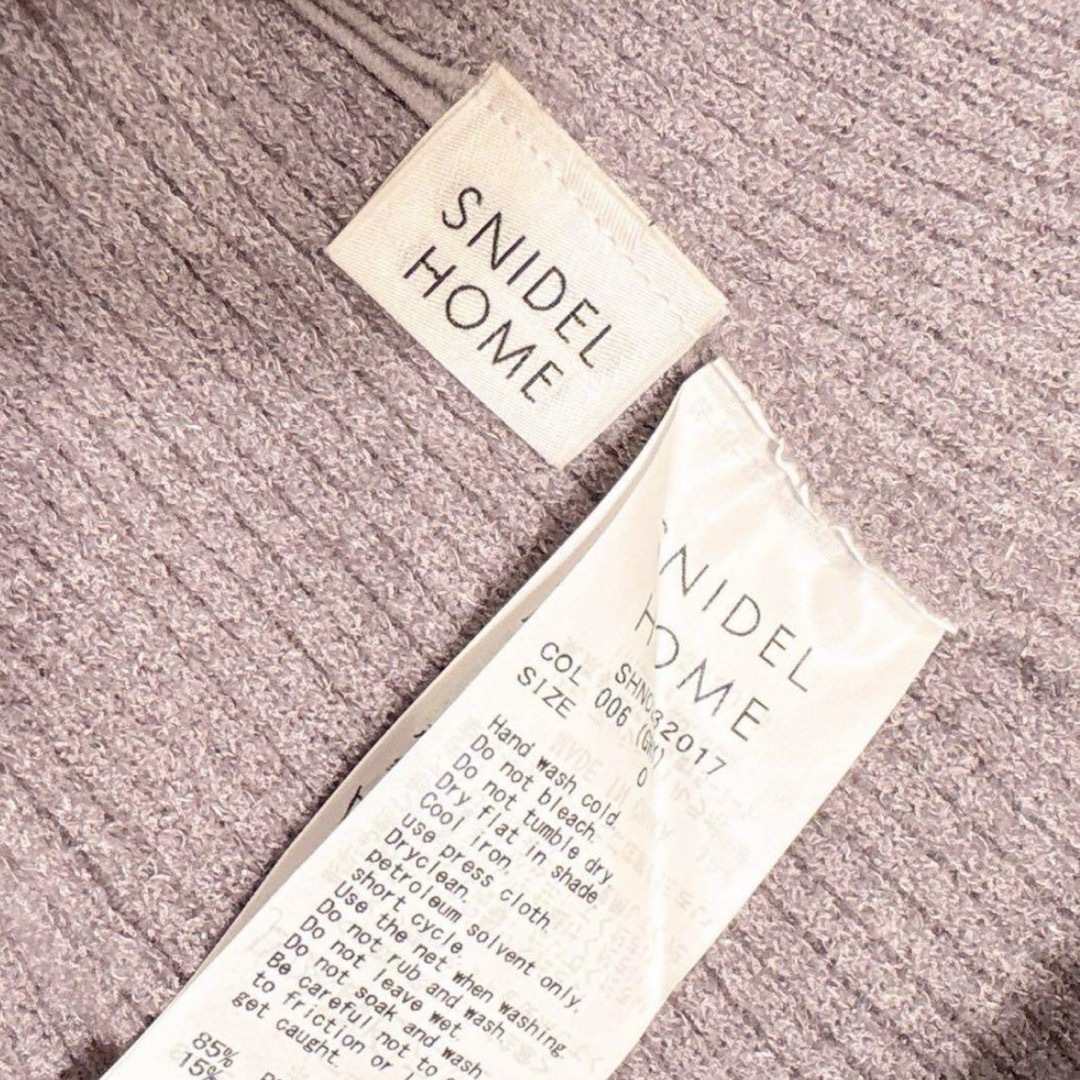 SNIDEL
HOME
SNIDEL
HOME
COL 006
SIZE 0
Hand wash cold.
Do not bleach.
Do not tumble dry.
Dry flat in shade.
Cool iron.
use press cloth.
Dryclean.
petroleum solvent only.
short cycle.
Use the net when washing.
Do not rub and wash.
Do not leave wet.
Do not soak and wash
Be careful not to
to friction or
get caught.
85%
15%